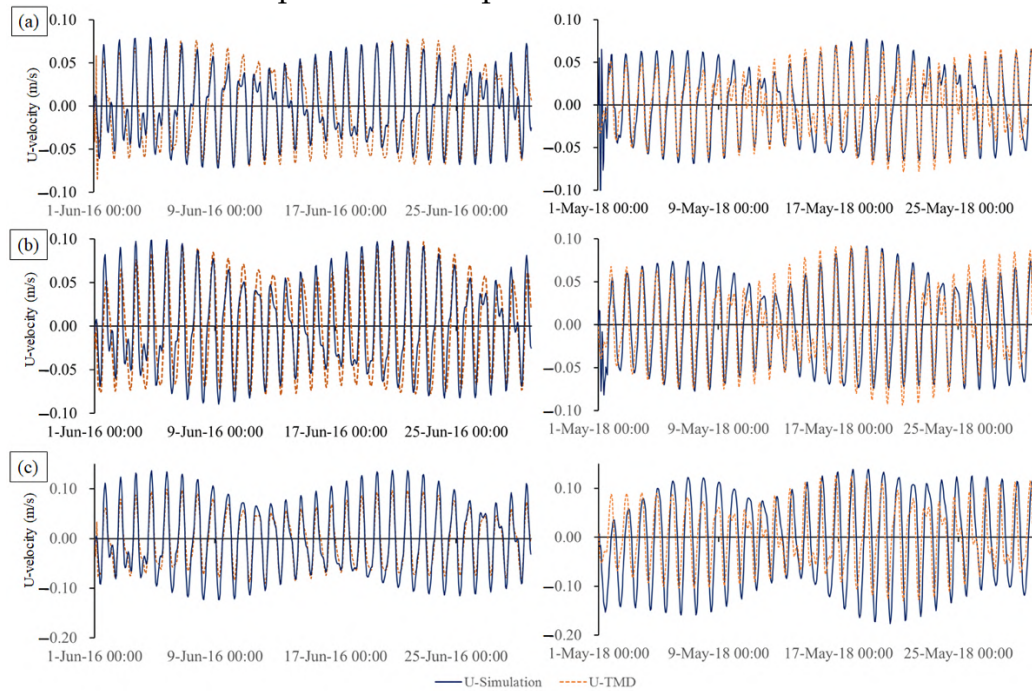 (a)
U-velocity (m/s)
0.10 0.10
0.05 0.05
0.00 0.00
−0.05 −0.05
−0.10 −0.10
1-Jun-16 00:00 9-Jun-16 00:00 17-Jun-16 00:00 25-Jun-16 00:00 1-May-18 00:00 9-May-18 00:00 17-May-18 00:00 25-May-18 00:00
(b)
U-velocity (m/s)
0.10 0.10
0.05 0.05
0.00 0.00
−0.05 −0.05
−0.10 −0.10
1-Jun-16 00:00 9-Jun-16 00:00 17-Jun-16 00:00 25-Jun-16 00:00 1-May-18 00:00 9-May-18 00:00 17-May-18 00:00 25-May-18 00:00
(c)
U-velocity (m/s)
0.10 0.10
0.00 0.00
−0.10 −0.10
−0.20 −0.20
1-Jun-16 00:00 9-Jun-16 00:00 17-Jun-16 00:00 25-Jun-16 00:00 1-May-18 00:00 9-May-18 00:00 17-May-18 00:00 25-May-18 00:00
U-Simulation U-TMD